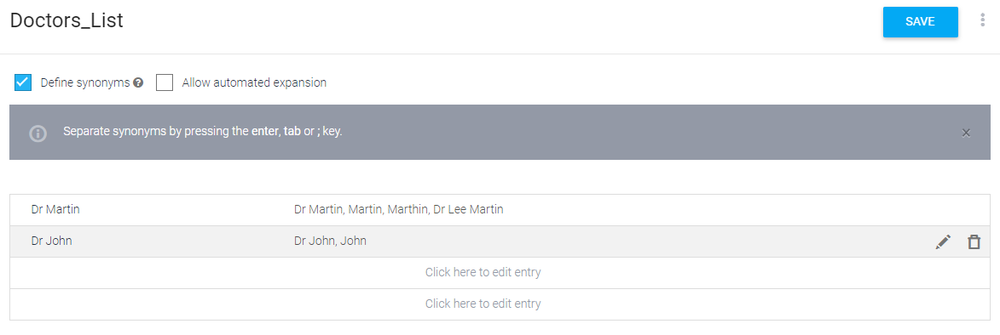 Doctors_List
SAVE
Define synonyms ? Allow automated expansion
Separate synonyms by pressing the enter, tab or ; key.
Dr Martin Dr Martin, Martin, Marthin, Dr Lee Martin
Dr John Dr John, John
Click here to edit entry
Click here to edit entry